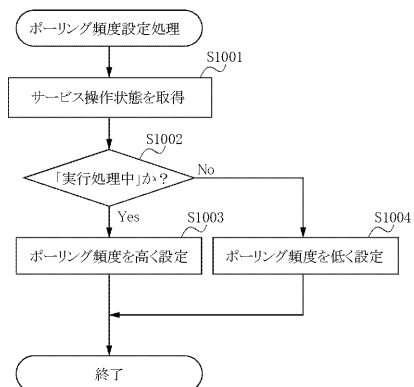 ポーリング頻度設定処理
S1001
サービス操作状態を取得
S1002
「実行処理中」か？
No
Yes
S1003
S1004
ポーリング頻度を高く設定
ポーリング頻度を低く設定
終了